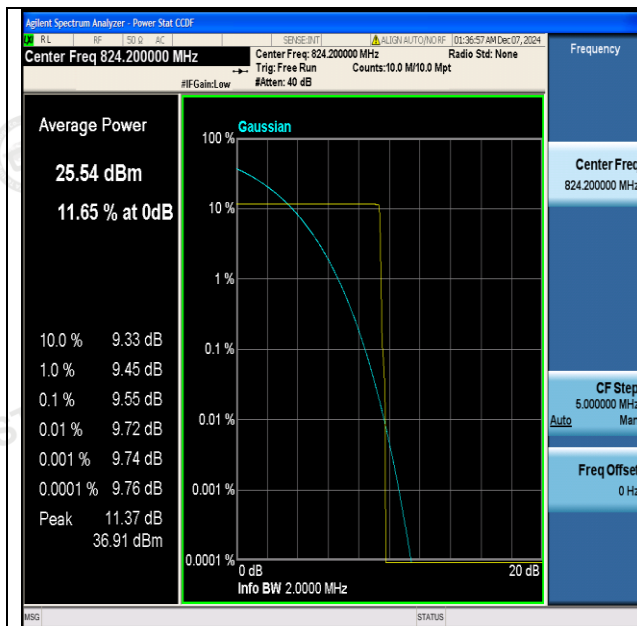 Agilent Spectrum Analyzer - Power Stat CCDF
RL RF 50 Ω AC SENSE:INT ALIGN AUTO/NO RF 01:36:57 AM Dec 07, 2024
Center Freq 824.200000 MHz
Center Freq: 824.200000 MHz Radio Std: None
Trig: Free Run Counts:10.0 M/10.0 Mpt
#IFGain:Low #Atten: 40 dB
Frequency
Average Power
25.54 dBm
11.65 % at 0dB
10.0 % 9.33 dB
1.0 % 9.45 dB
0.1 % 9.55 dB
0.01 % 9.72 dB
0.001 % 9.74 dB
0.0001 % 9.76 dB
Peak 11.37 dB
36.91 dBm
Gaussian
100 %
10 %
1 %
0.1 %
0.01 %
0.001 %
0.0001 %
0 dB 20 dB
Info BW 2.0000 MHz
Center Freq
824.200000 MHz
CF Step
5.000000 MHz
Auto Man
Freq Offset
0 Hz
MSG STATUS